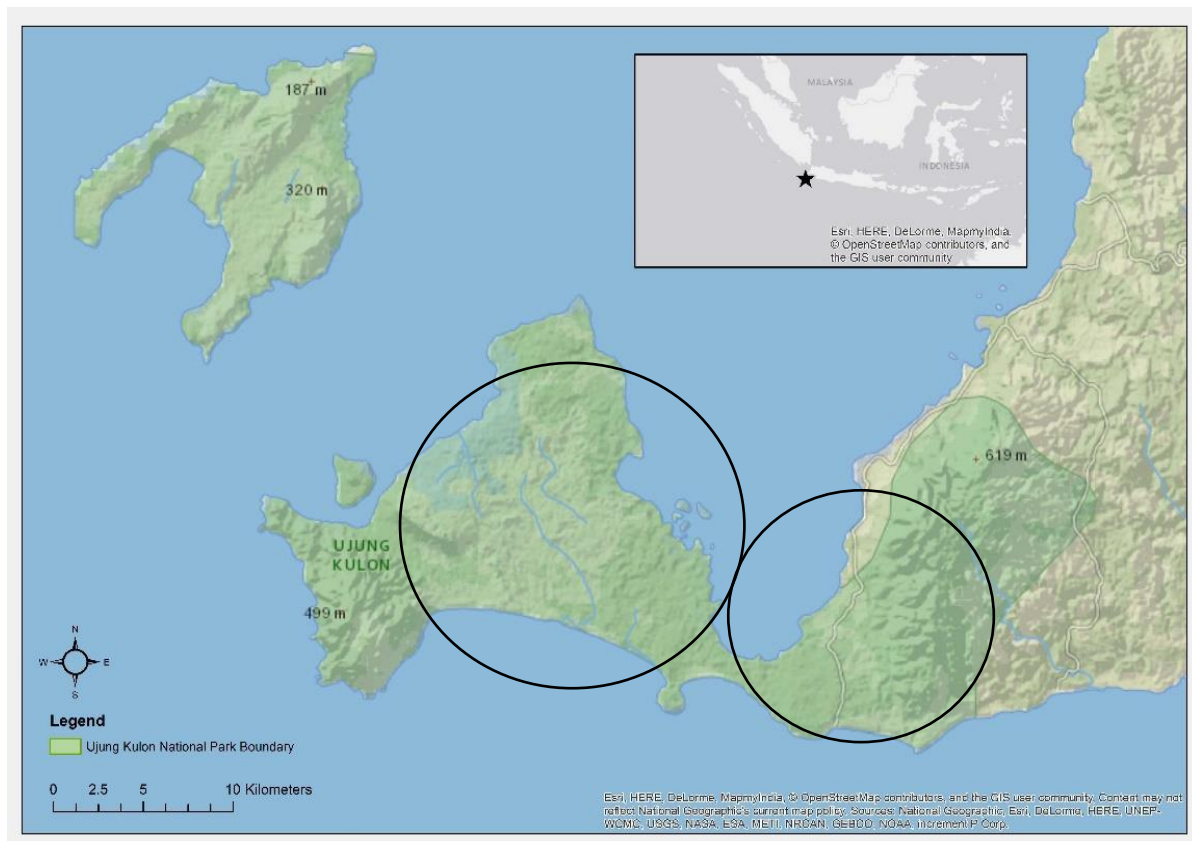 187 m
320 m
MALAYSIA
INDONESIA
Esri, HERE, DeLorme, MapmyIndia,
© OpenStreetMap contributors, and
the GIS user community
619 m
UJUNG
KULON
499 m
N
W E
S
Legend
Ujung Kulon National Park Boundary
0 2.5 5 10 Kilometers
Esri, HERE, DeLorme, MapmyIndia, © OpenStreetMap contributors, and the GIS user community, Content may not
reflect National Geographic's current map policy. Sources: National Geographic, Esri, DeLorme, HERE, UNEP-
WCMC, USGS, NASA, ESA, METI, NRCAN, GEBCO, NOAA, increment P Corp.